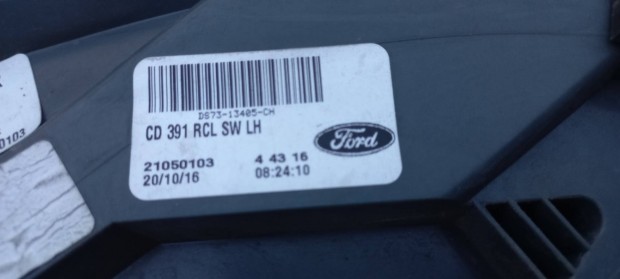 DS73-13405-CH
CD 391 RCL SW LH
Ford
21050103
4 43 16
20/10/16
08:24:10
0103